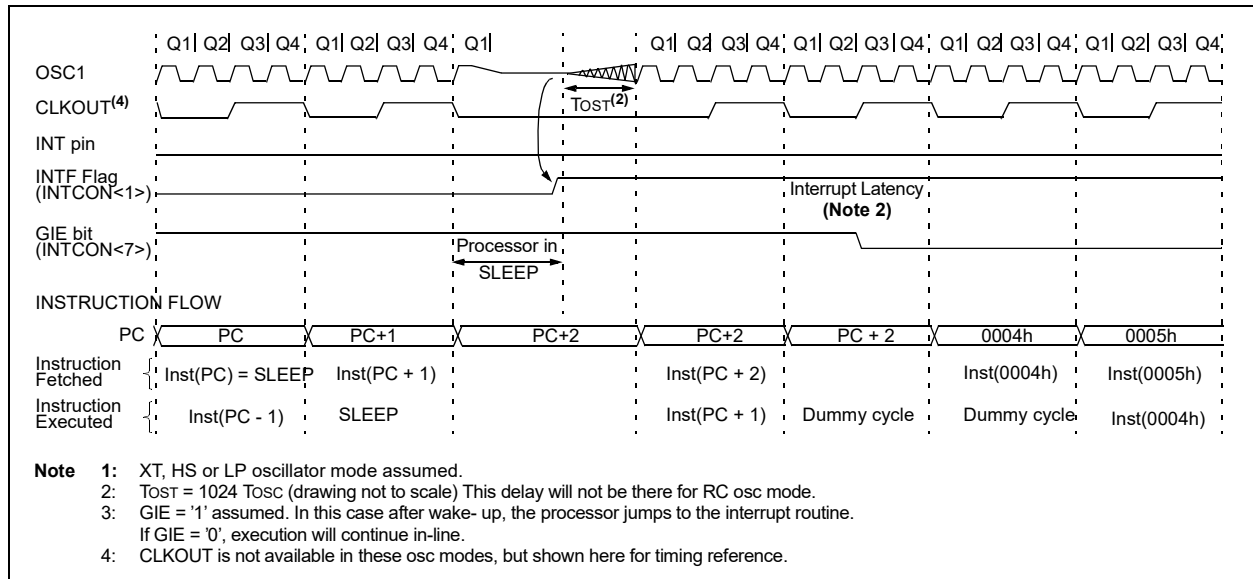 Q1 Q2 Q3 Q4 Q1 Q2 Q3 Q4 Q1 Q1 Q2 Q3 Q4 Q1 Q2 Q3 Q4 Q1 Q2 Q3 Q4 Q1 Q2 Q3 Q4
OSC1
CLKOUT(4)
TOST(2)
INT pin
INTF Flag
(INTCON<1>)
Interrupt Latency
(Note 2)
GIE bit
(INTCON<7>)
Processor in
SLEEP
INSTRUCTION FLOW
PC PC PC+1 PC+2 PC+2 PC + 2 0004h 0005h
Instruction
Fetched
Inst(PC) = SLEEP Inst(PC + 1) Inst(PC + 2) Inst(0004h) Inst(0005h)
Instruction
Executed
Inst(PC - 1) SLEEP Inst(PC + 1) Dummy cycle Dummy cycle Inst(0004h)
Note 1: XT, HS or LP oscillator mode assumed.
2: TOST = 1024 TOSC (drawing not to scale) This delay will not be there for RC osc mode.
3: GIE = '1' assumed. In this case after wake- up, the processor jumps to the interrupt routine.
If GIE = '0', execution will continue in-line.
4: CLKOUT is not available in these osc modes, but shown here for timing reference.